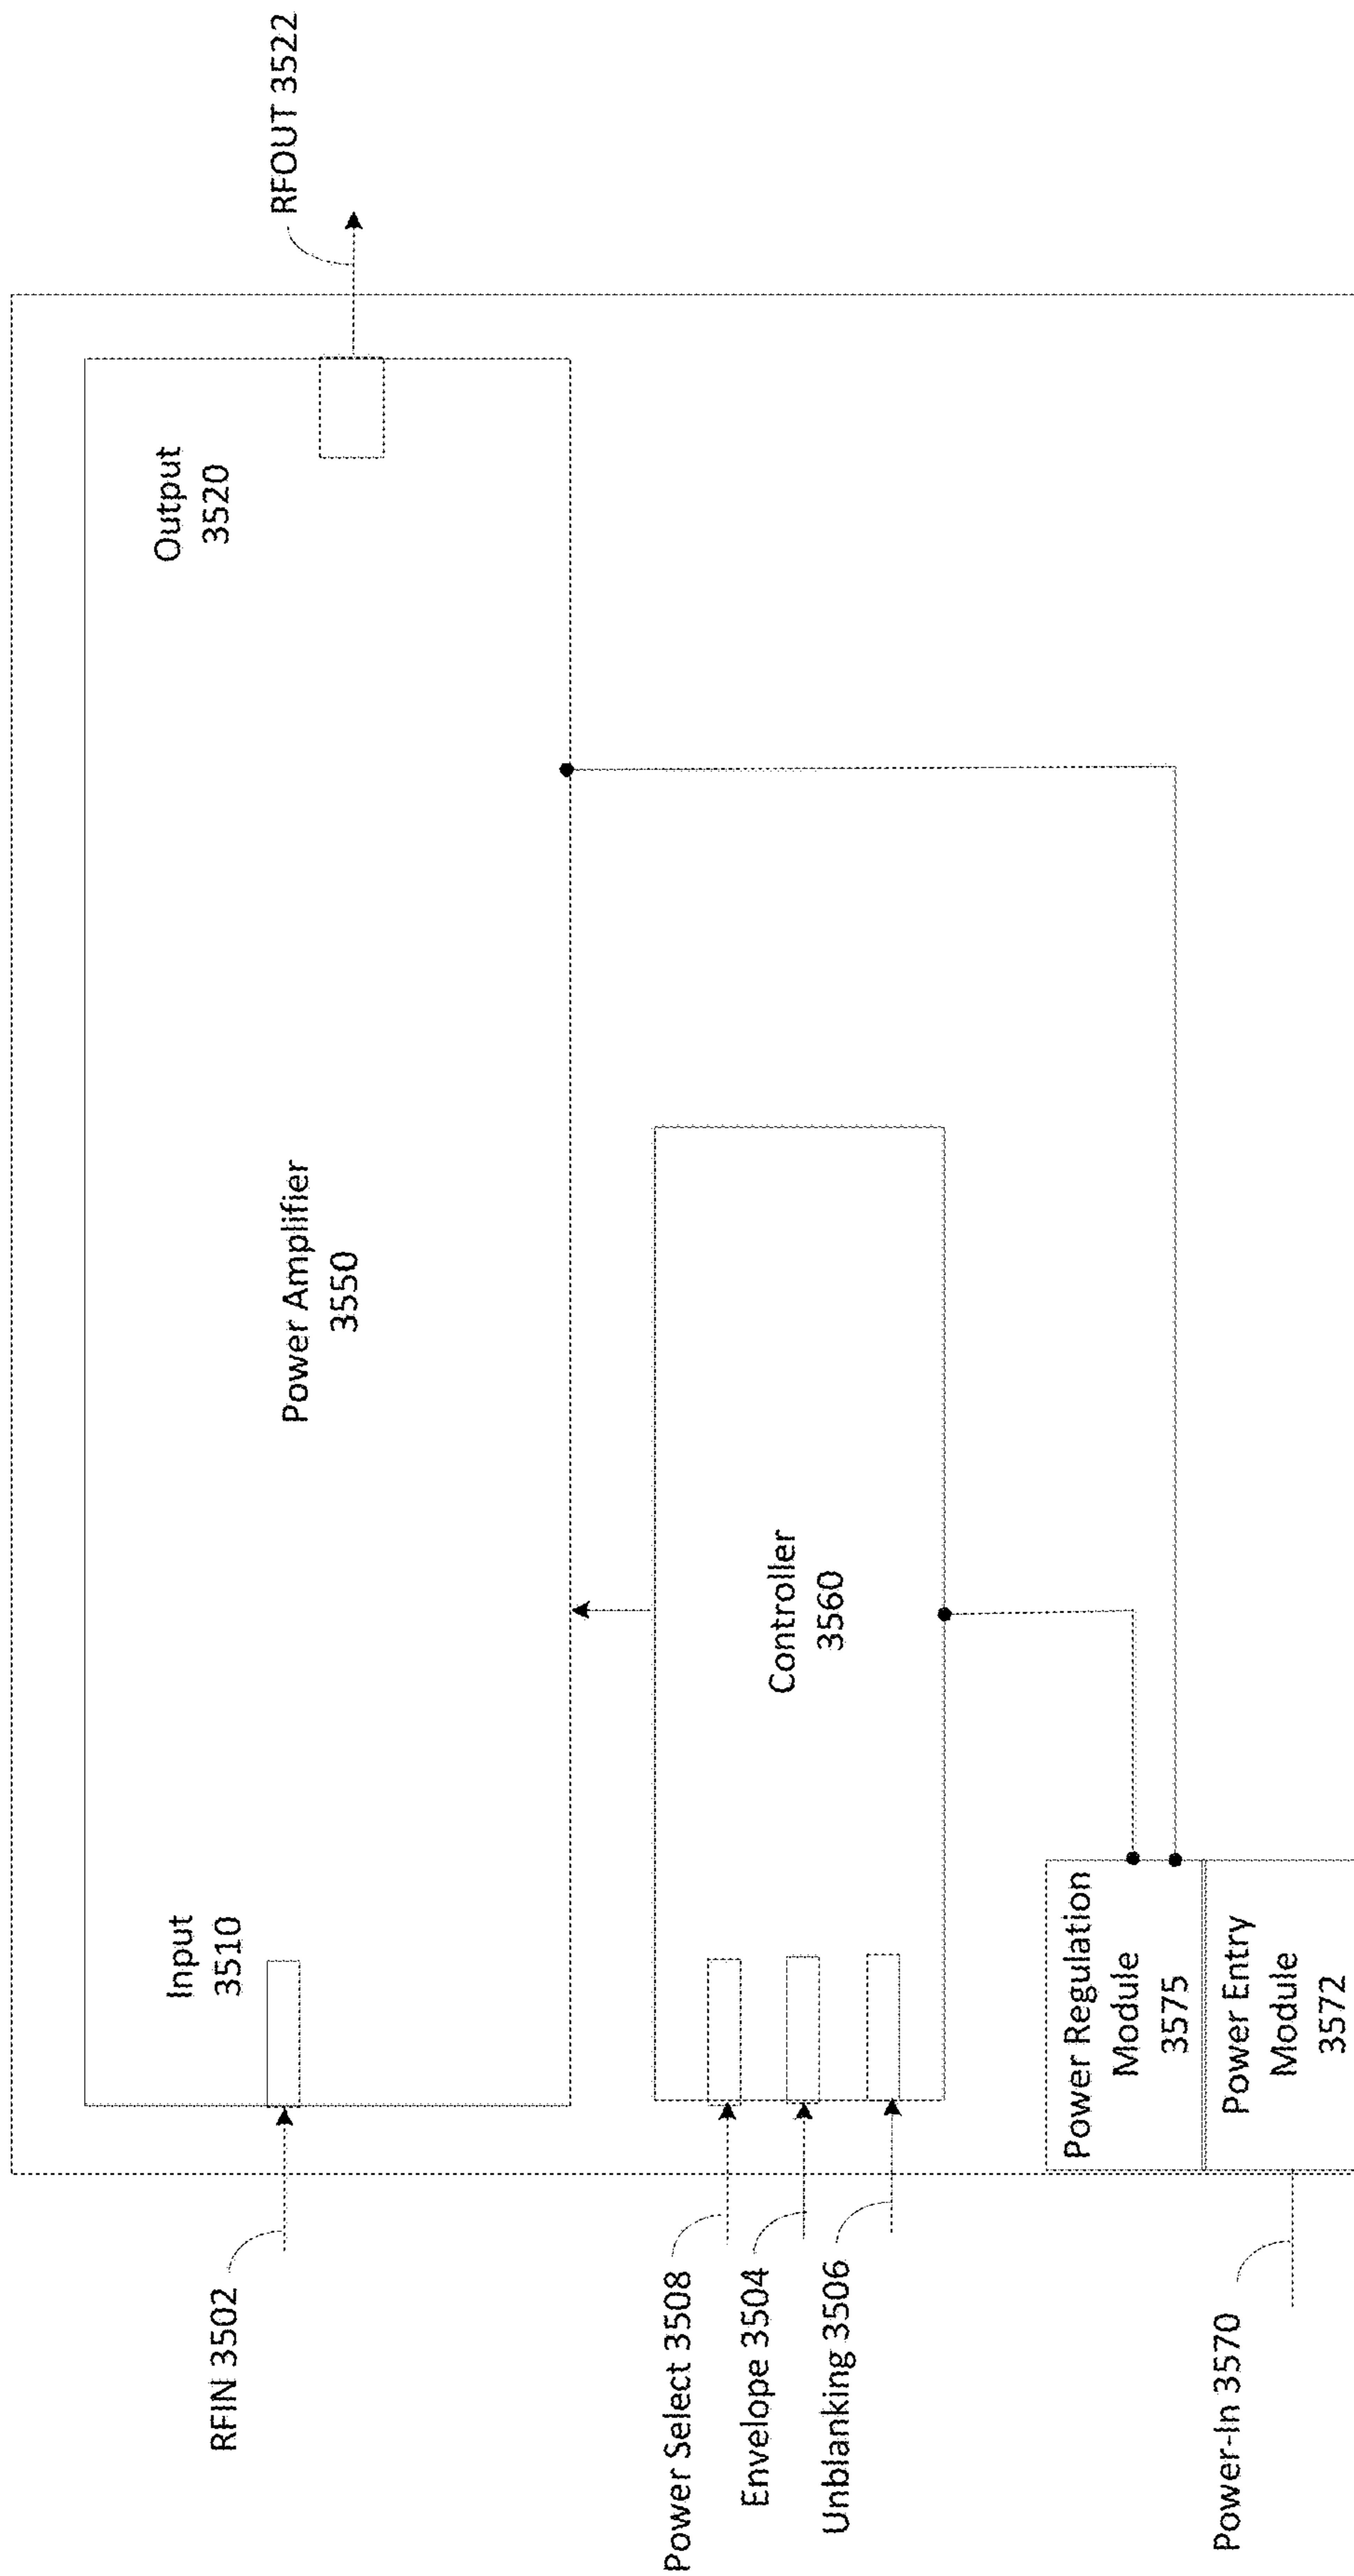 RFIN 3502
Input
3510
Power Amplifier
3550
Output
3520
RFOUT 3522
Power Select 3508
Envelope 3504
Unblanking 3506
Controller
3560
Power Regulation
Module
3575
Power Entry
Module
3572
Power-In 3570